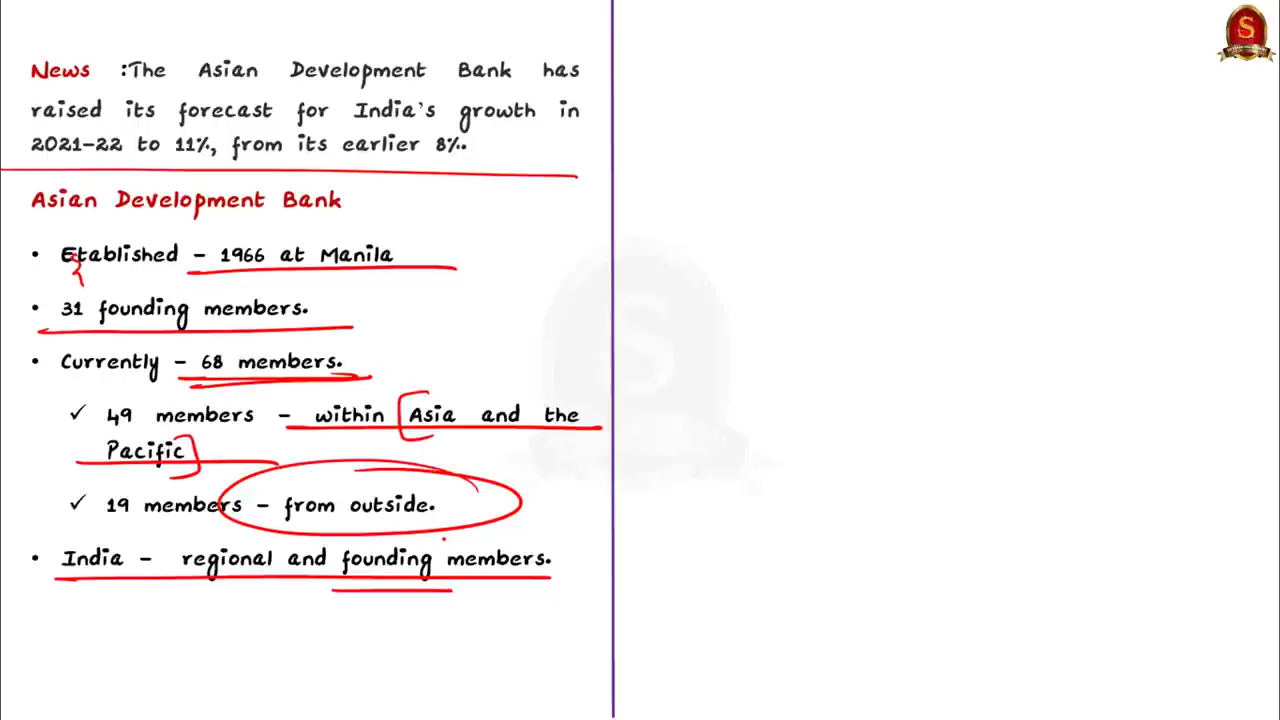 News :The Asian Development Bank has
raised its forecast for India's growth in
2021-22 to 11%, from its earlier 8%.
Asian Development Bank
• Etablished - 1966 at Manila
• 31 founding members.
• Currently - 68 members.
✓ 49 members - within Asia and the
Pacific
✓ 19 members - from outside.
• India - regional and founding members.
S
S